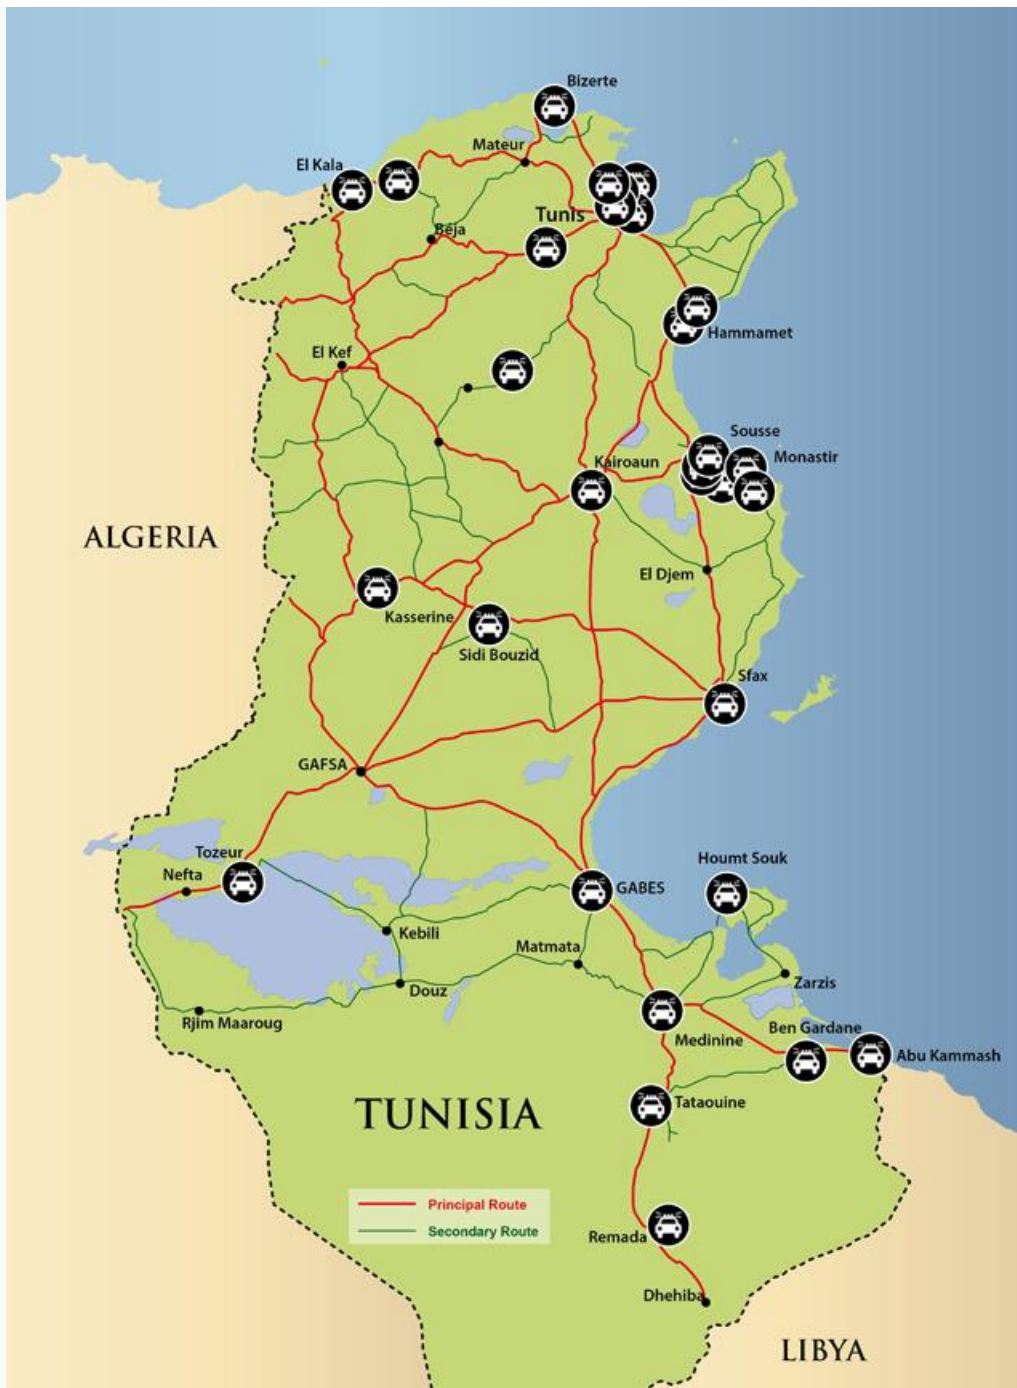 Bizerte
Mateur
El Kala
Tunis
Béja
Hammamet
El Kef
Sousse
Monastir
Kairoaun
ALGERIA
El Djem
Kasserine
Sidi Bouzid
Sfax
GAFSA
Tozeur
Houmt Souk
Nefta
GABES
Kebili
Matmata
Zarzis
Douz
Rjim Maaroug
Ben Gardane
Medinine
Abu Kammash
Tataouine
TUNISIA
Principal Route
Secondary Route
Remada
Dhehiba
LIBYA